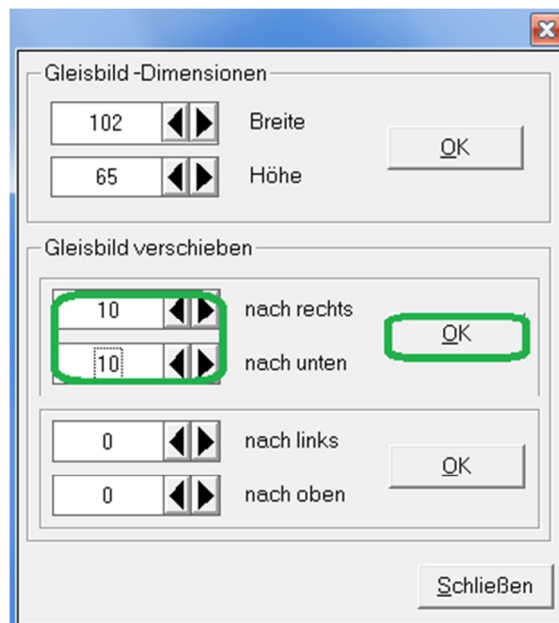 Gleisbild -Dimensionen
102 Breite
OK
65 Höhe
Gleisbild verschieben
10 nach rechts
OK
10 nach unten
0 nach links
OK
0 nach oben
Schließen